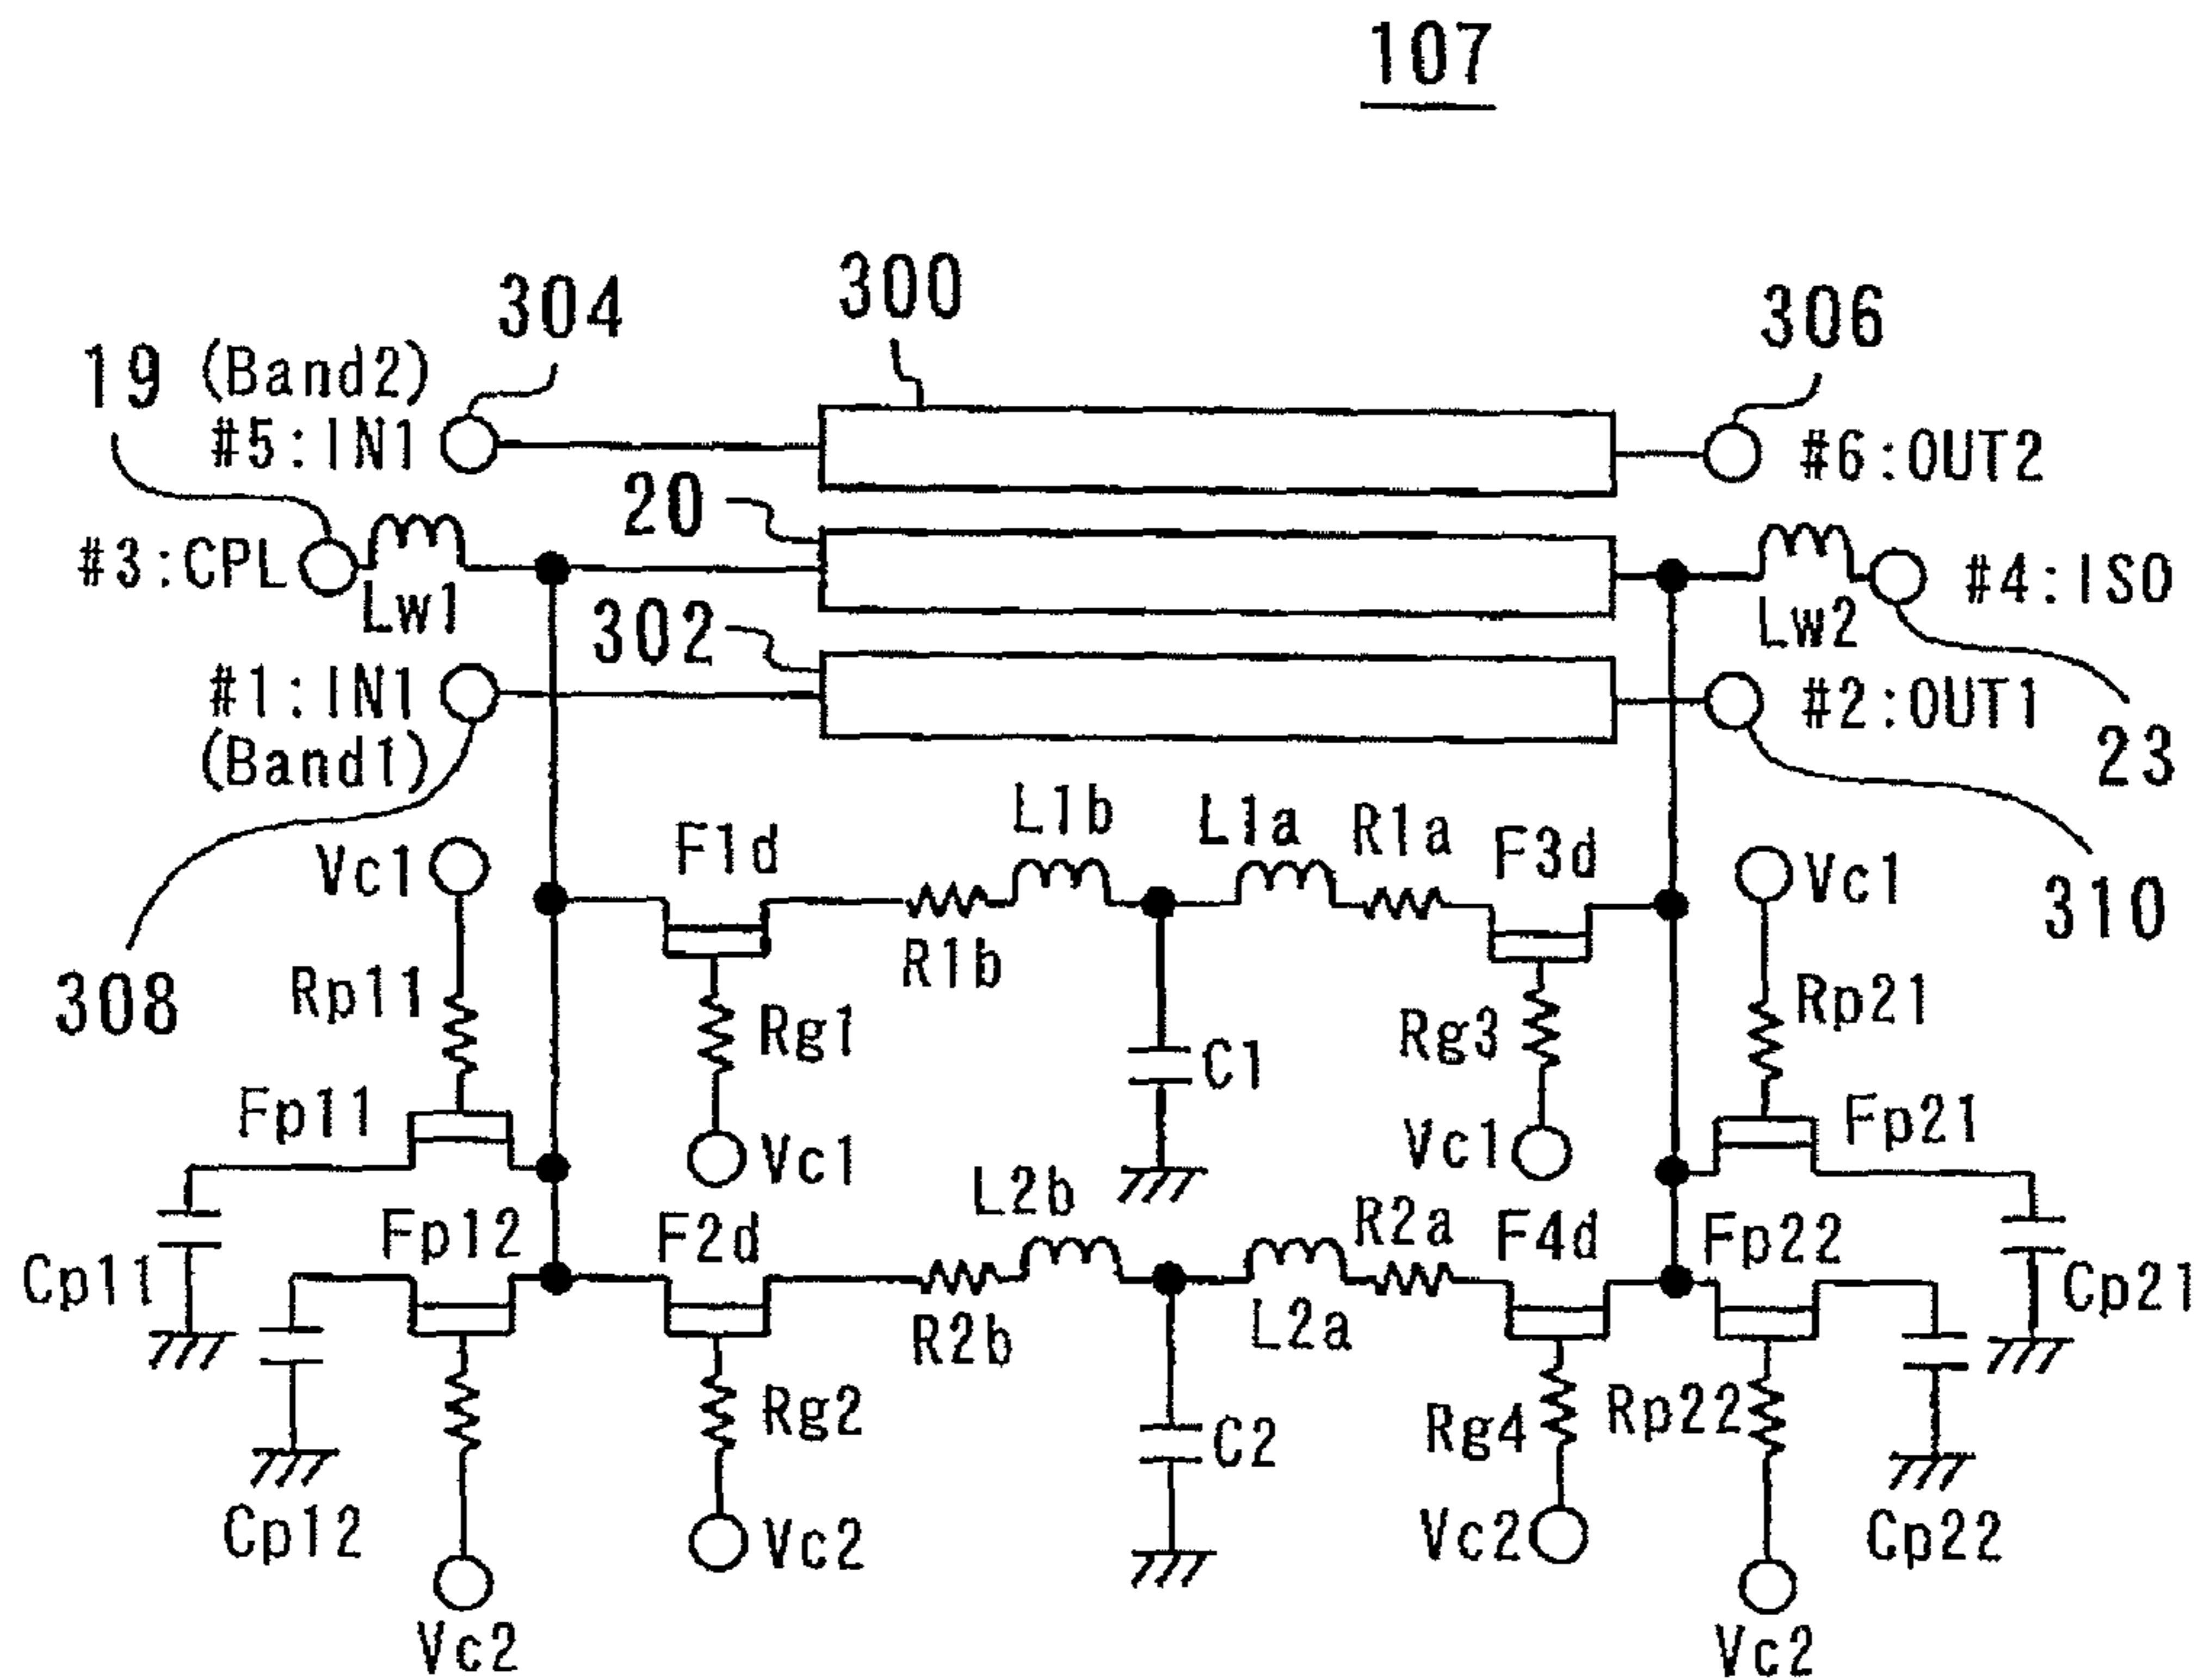 107
304
300
306
19 (Band2)
#5:IN1
#6:OUT2
20
#3:CPL
Lw1
#4:ISO
Lw2
302
#1:IN1
(Band1)
#2:OUT1
23
L1b
L1a
R1a
F1d
F3d
Vc1
Vc1
310
R1b
308
Rp11
Rg1
C1
Rg3
Rp21
Fp11
Fp21
Vc1
Vc1
L2b
R2a
Fp12
F2d
F4d
Fp22
Cp11
Cp21
R2b
L2a
Rg2
C2
Rg4
Rp22
Cp12
Vc2
Vc2
Cp22
Vc2
Vc2